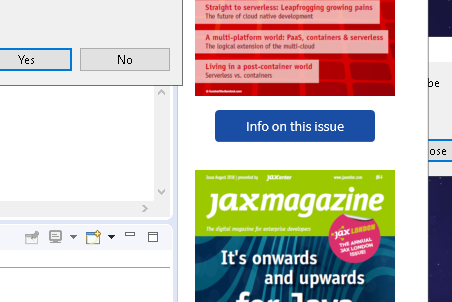 Straight to serverless: Leapfrogging growing pains
The future of cloud native development
A multi-platform world: PaaS, containers & serverless
The logical extension of the multi-cloud
Yes
No
Living in a post-container world
Serverless vs. containers
be
Info on this issue
ose
Issue August 2018 | presented by jaxenter
www.jaxenter.com
jaxmagazine
The digital magazine for enterprise developers
JAX LONDON
THE ANNUAL
JAX LONDON
ISSUE!
It's onwards
and upwards
for Java